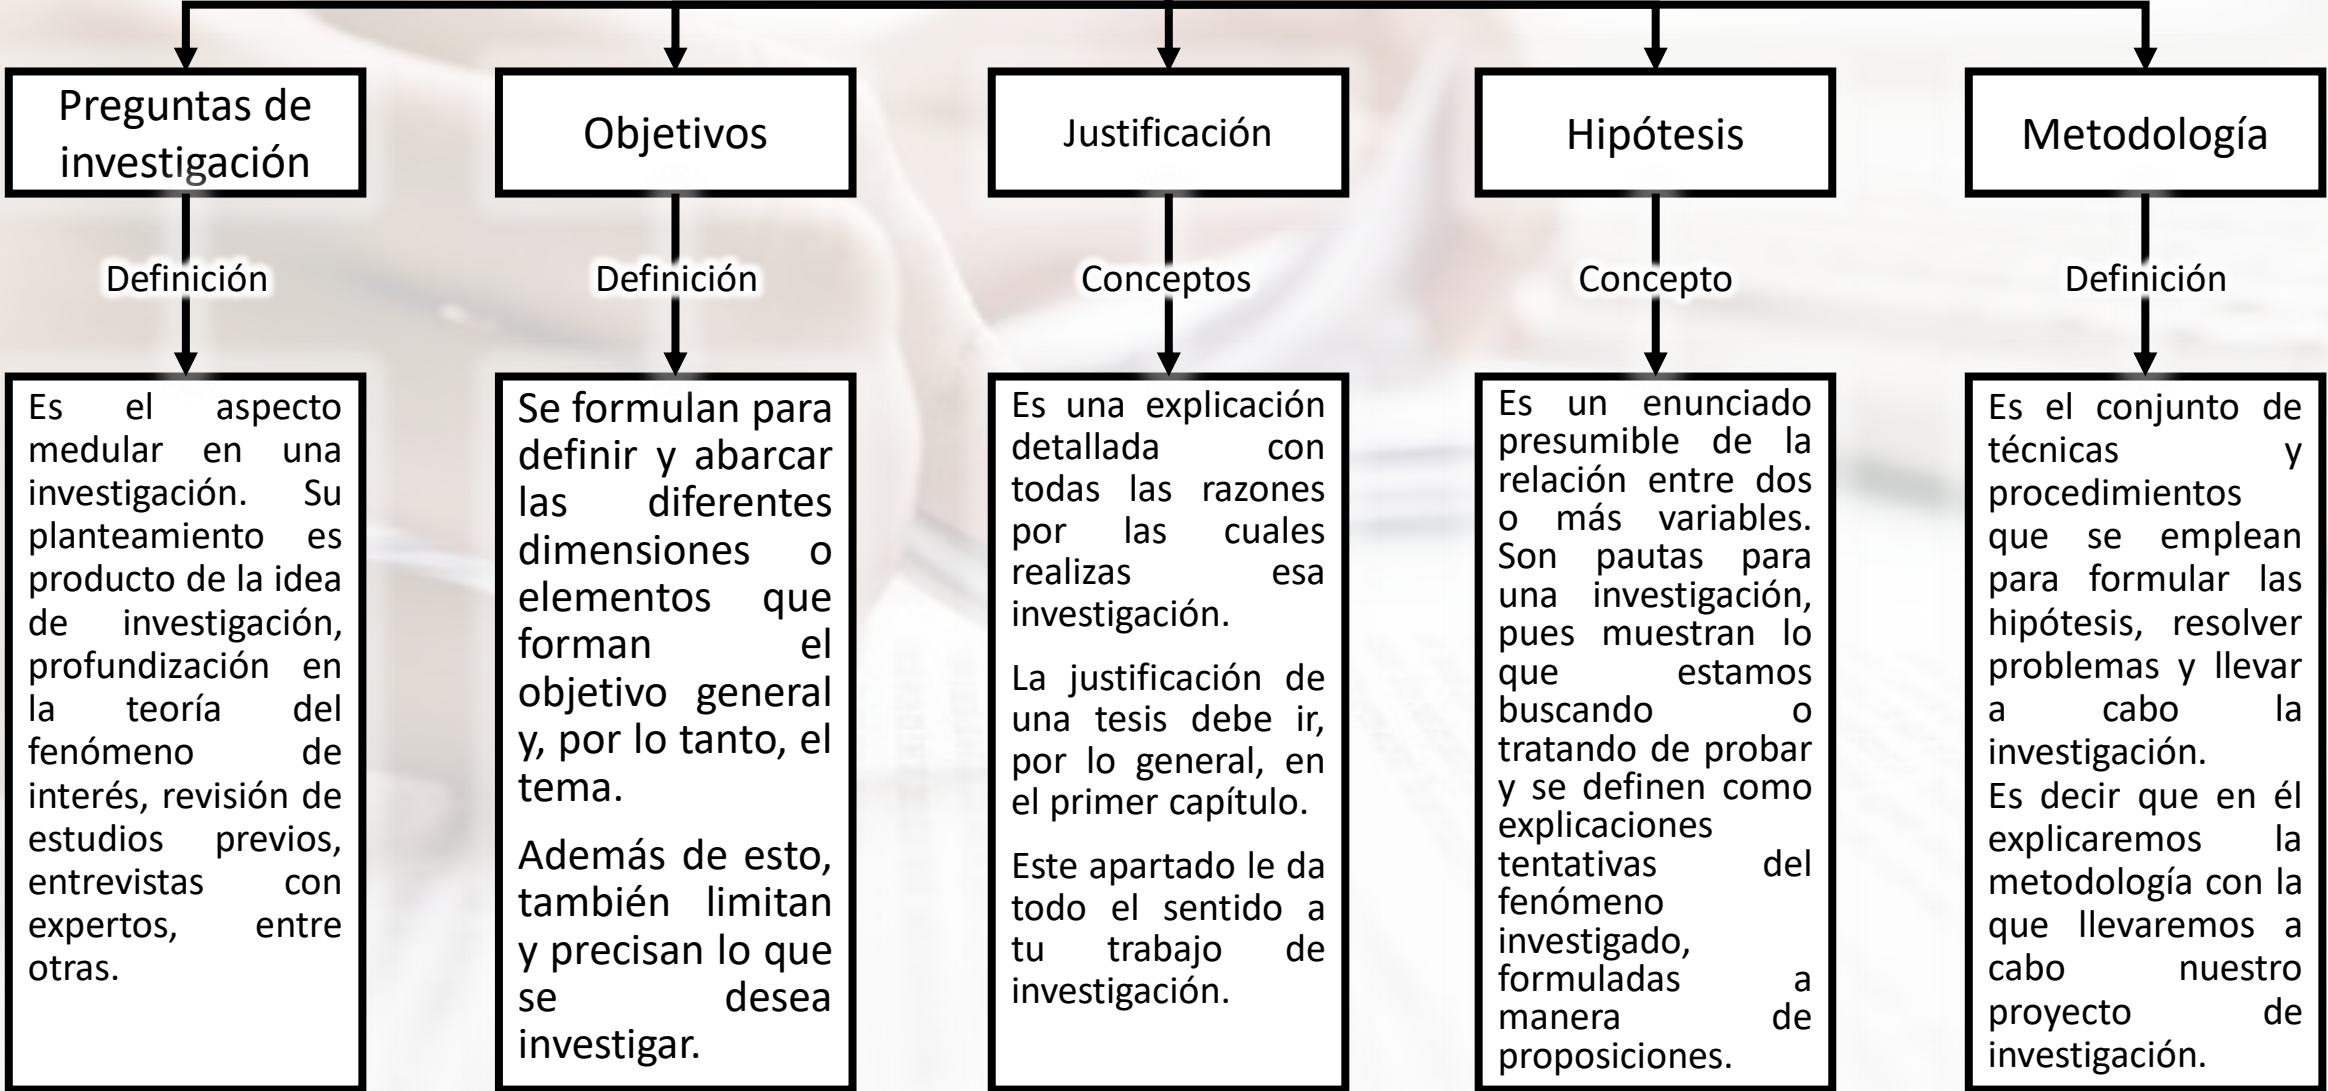 Preguntas de
investigación
Objetivos
Justificación
Hipótesis
Metodología
Definición
Definición
Conceptos
Concepto
Definición
Es el aspecto
medular en una
investigación. Su
planteamiento es
producto de la idea
de investigación,
profundización en
la teoría del
fenómeno de
interés, revisión de
estudios previos,
entrevistas con
expertos, entre
otras.
Se formulan para
definir y abarcar
las diferentes
dimensiones o
elementos que
forman el
objetivo general
y, por lo tanto, el
tema.
Además de esto,
también limitan
y precisan lo que
se desea
investigar.
Es una explicación
detallada con
todas las razones
por las cuales
realizas esa
investigación.
La justificación de
una tesis debe ir,
por lo general, en
el primer capítulo.
Este apartado le da
todo el sentido a
tu trabajo de
investigación.
Es un enunciado
presumible de la
relación entre dos
o más variables.
Son pautas para
una investigación,
pues muestran lo
que estamos
buscando o
tratando de probar
y se definen como
explicaciones
tentativas del
fenómeno
investigado,
formuladas a
manera de
proposiciones.
Es el conjunto de
técnicas y
procedimientos
que se emplean
para formular las
hipótesis, resolver
problemas y llevar
a cabo la
investigación.
Es decir que en él
explicaremos la
metodología con la
que llevaremos a
cabo nuestro
proyecto de
investigación.